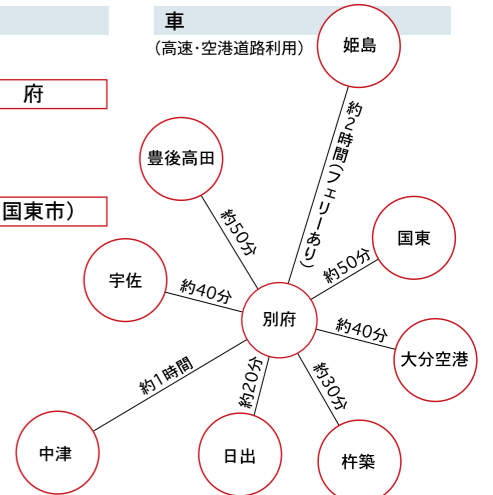 車
(高速・空港道路利用)
姫島
府
約2時間(フェリーあり)
豊後高田
国東市)
約50分
国東
約50分
宇佐
約40分
別府
約40分
大分空港
約1時間
約20分
約30分
中津
日出
杵築